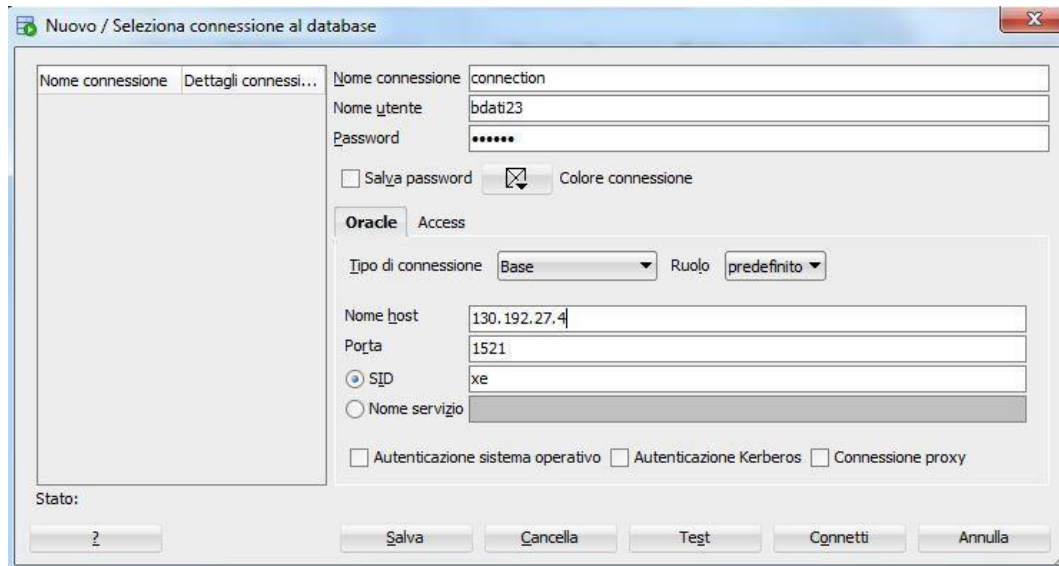 Nuovo / Seleziona connessione al database
Nome connessione Dettagli connessi...
Nome connessione connection
Nome utente bdati23
Password ••••••
Salva password Colore connessione
Oracle Access
Tipo di connessione Base Ruolo predefinito
Nome host 130.192.27.4
Porta 1521
SID xe
Nome servizio
Autenticazione sistema operativo Autenticazione Kerberos Connessione proxy
Stato:
? Salva Cancella Test Connetti Annulla